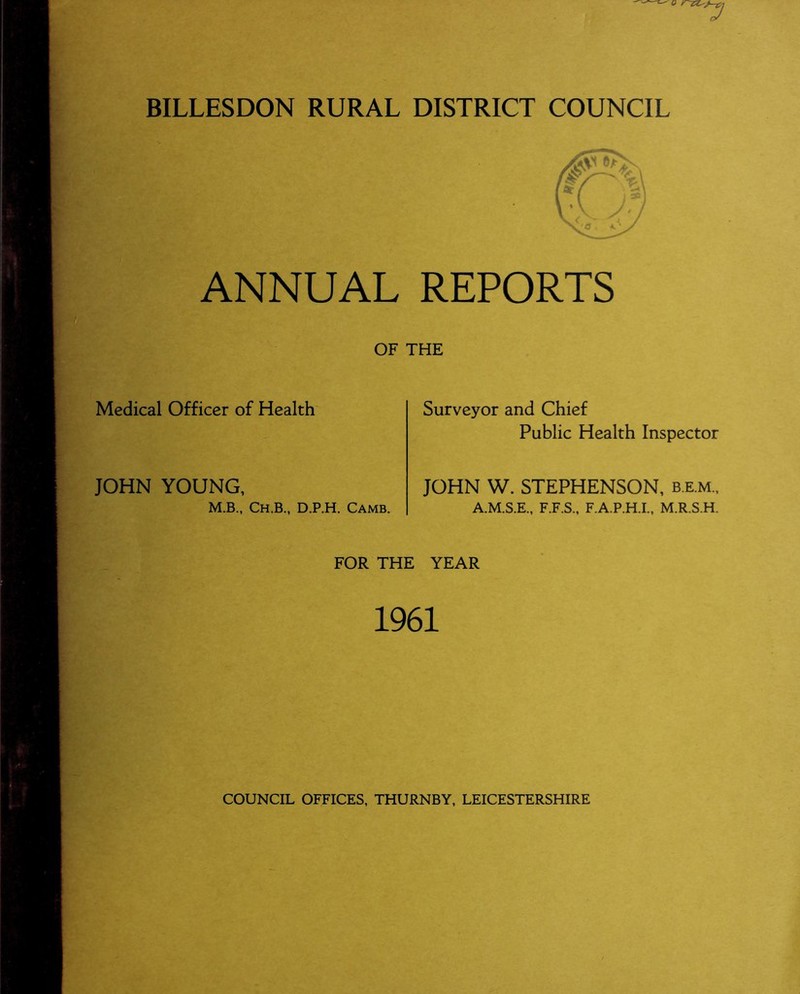 BILLESDON RURAL DISTRICT COUNCIL
ANNUAL REPORTS
OF THE
Medical Officer of Health
JOHN YOUNG,
M.B., Ch.B., D.P.H. Camb.
Surveyor and Chief
Public Health Inspector
JOHN W. STEPHENSON, B.E.M.,
A.M.S.E., F.F.S., F.A.P.H.I., M.R.S.H.
FOR THE YEAR
1961
COUNCIL OFFICES, THURNBY, LEICESTERSHIRE